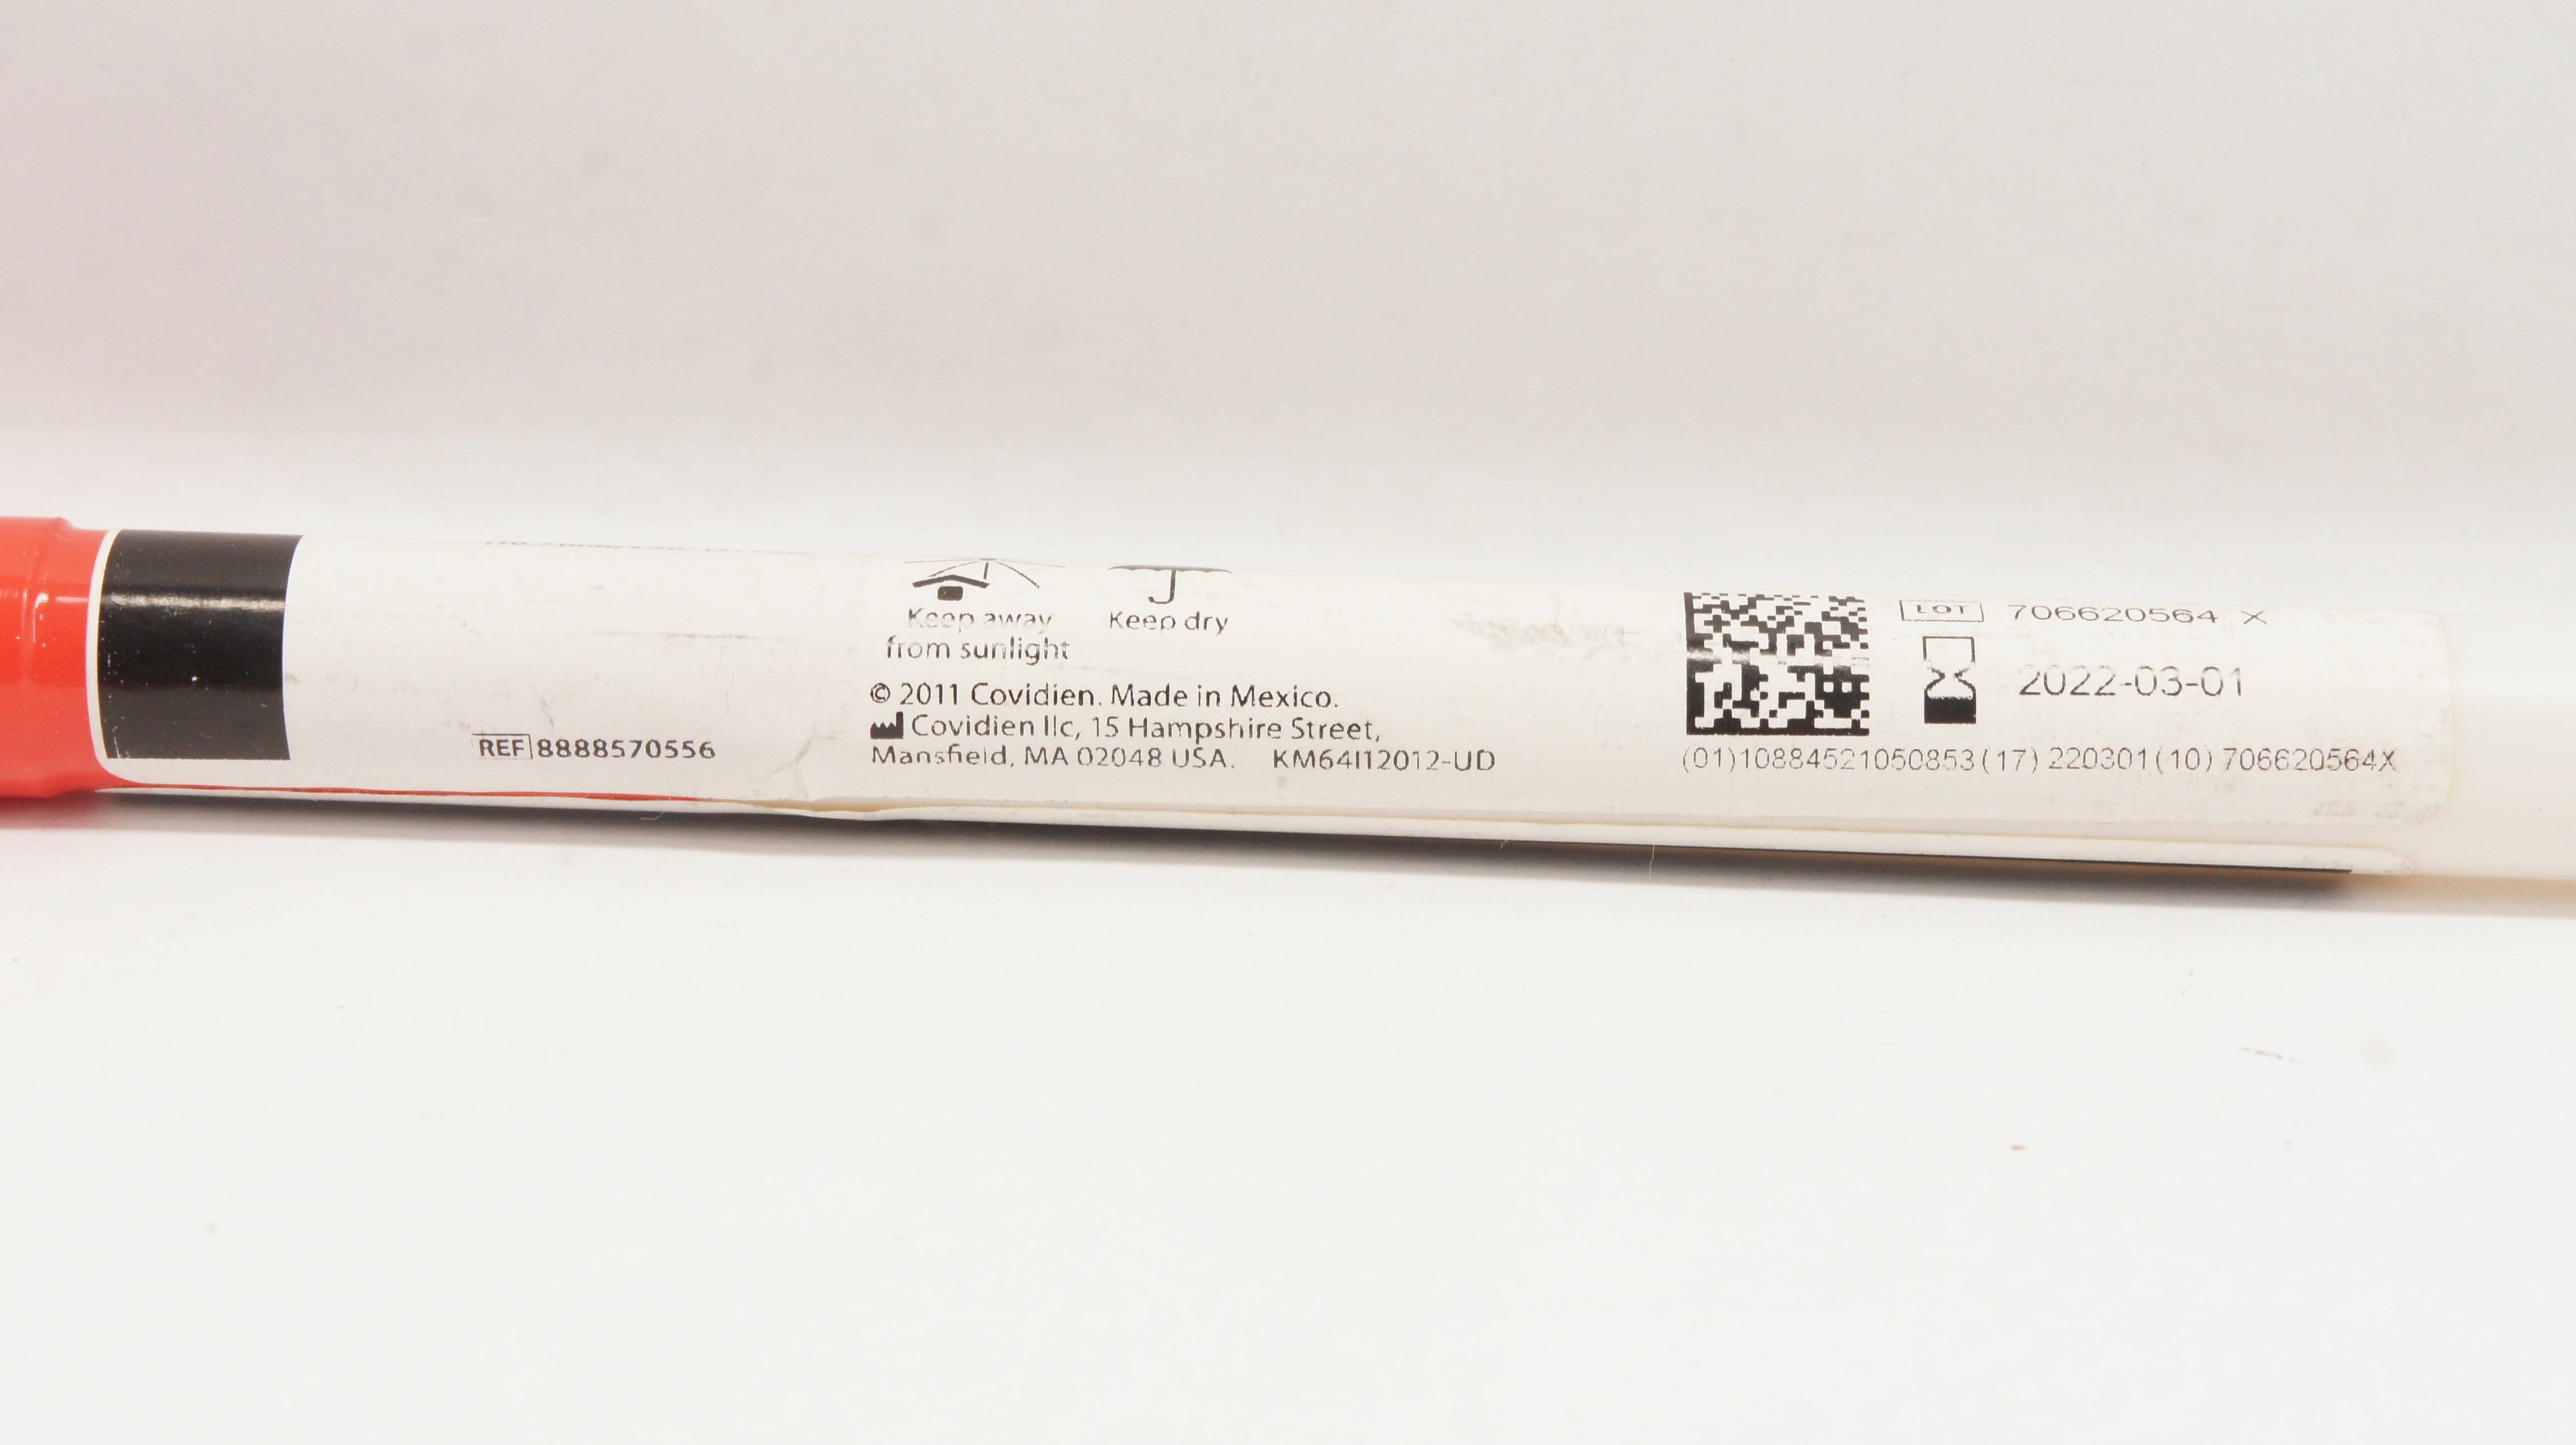 Keep away
from sunlight
Keep dry
© 2011 Covidien. Made in Mexico.
Covidien llc, 15 Hampshire Street,
Mansfield, MA 02048 USA. KM64I12012-UD
REF 8888570556
LOT 706620564 X
2022-03-01
(01)10884521050853(17) 220301(10) 706620564X